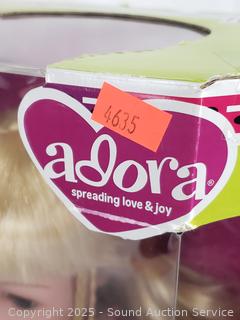 4635
adora®
spreading love & joy
Copyright © 2025 - Sound Auction Service